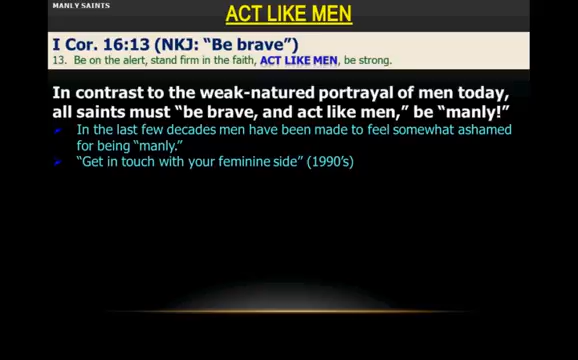 MANLY SAINTS
ACT LIKE MEN
I Cor. 16:13 (NKJ: “Be brave”)
13. Be on the alert, stand firm in the faith, ACT LIKE MEN, be strong.
In contrast to the weak-natured portrayal of men today,
all saints must “be brave, and act like men,” be “manly!”
In the last few decades men have been made to feel somewhat ashamed
for being “manly.”
“Get in touch with your feminine side” (1990’s)